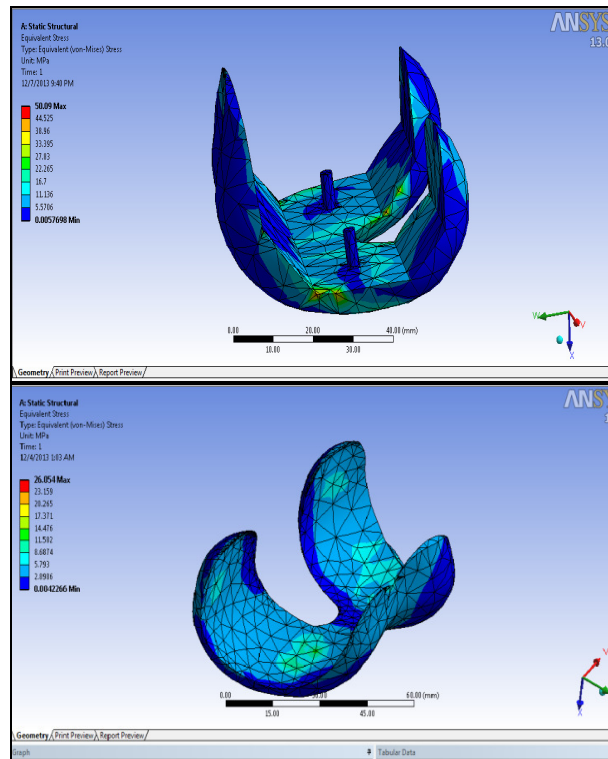 A: Static Structural
Equivalent Stress
Type: Equivalent (von-Mises) Stress
Unit: MPa
Time: 1
12/7/2013 9:40 PM
ANSYS
13.0
50.09 Max
44.525
38.96
33.395
27.83
22.265
16.7
11.136
5.5706
0.0057698 Min
0.00 20.00 40.00 (mm)
10.00 30.00
W
V
X
Geometry Print Preview Report Preview
A: Static Structural
Equivalent Stress
Type: Equivalent (von-Mises) Stress
Unit: MPa
Time: 1
12/4/2013 1:03 AM
ANSYS
26.054 Max
23.159
20.265
17.371
14.476
11.582
8.6874
5.793
2.8986
0.0042266 Min
0.00 30.00 60.00 (mm)
15.00 45.00
X
Geometry Print Preview Report Preview
Graph Tabular Data